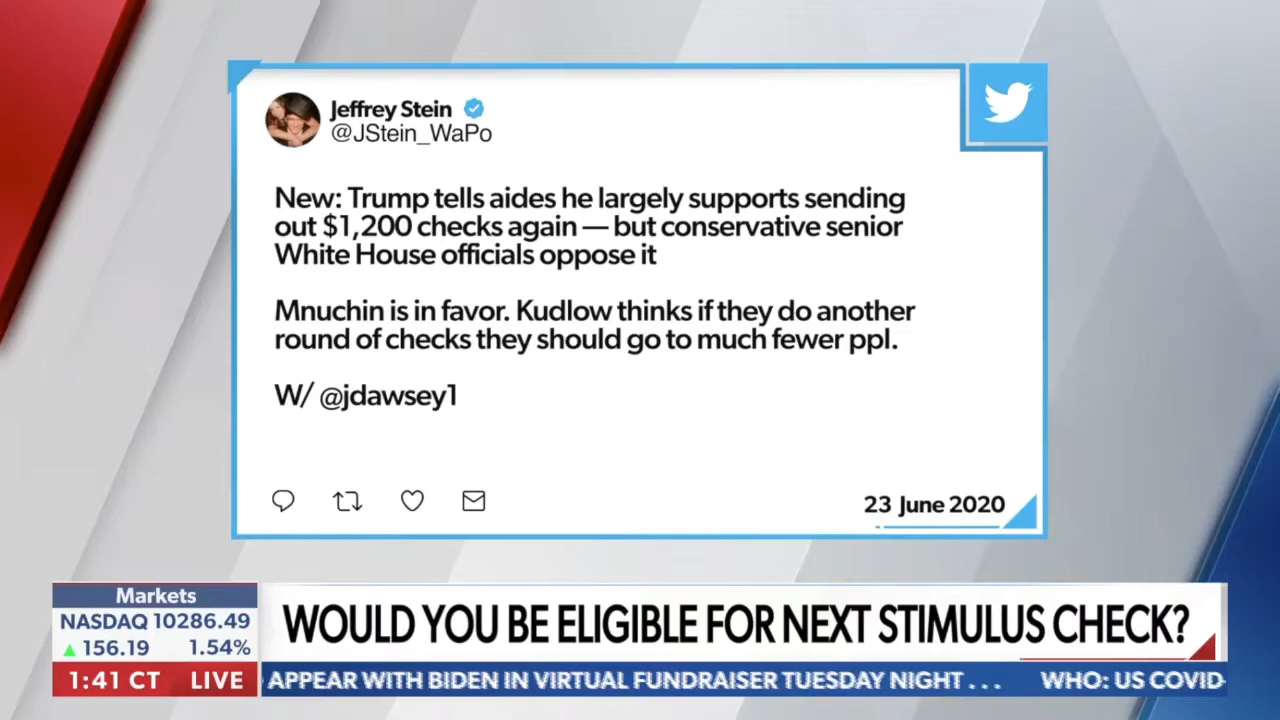 Jeffrey Stein
@JStein_WaPo
New: Trump tells aides he largely supports sending
out $1,200 checks again — but conservative senior
White House officials oppose it
Mnuchin is in favor. Kudlow thinks if they do another
round of checks they should go to much fewer ppl.
W/ @jdawsey1
23 June 2020
Markets
NASDAQ 10286.49
156.19 1.54%
1:41 CT LIVE
WOULD YOU BE ELIGIBLE FOR NEXT STIMULUS CHECK?
APPEAR WITH BIDEN IN VIRTUAL FUNDRAISER TUESDAY NIGHT . . . WHO: US COVID-